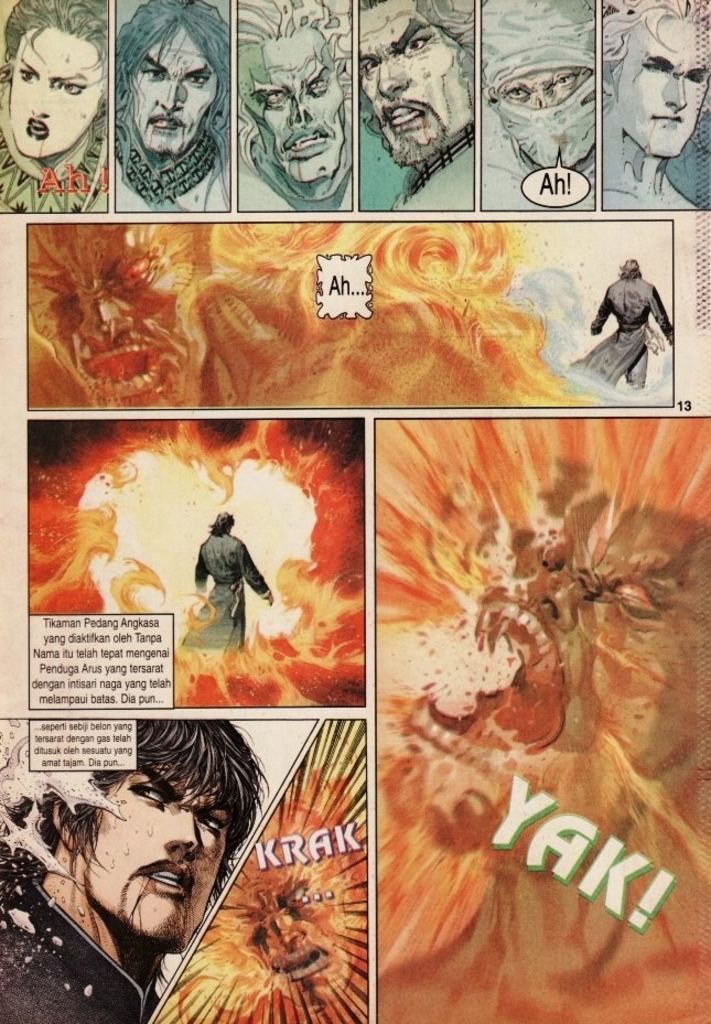 Ah!
Ah!
Ah...
13
Tikaman Pedang Angkasa
yang diaktifkan oleh Tanpa
Nama itu telah tepat mengenai
Penduga Arus yang tersarat
dengan intisari naga yang telah
melampaui batas. Dia pun...
...seperti sebiji belon yang
tersarat dengan gas telah
ditusuk oleh sesuatu yang
amat tajam. Dia pun...
KRAK
...
YAK!